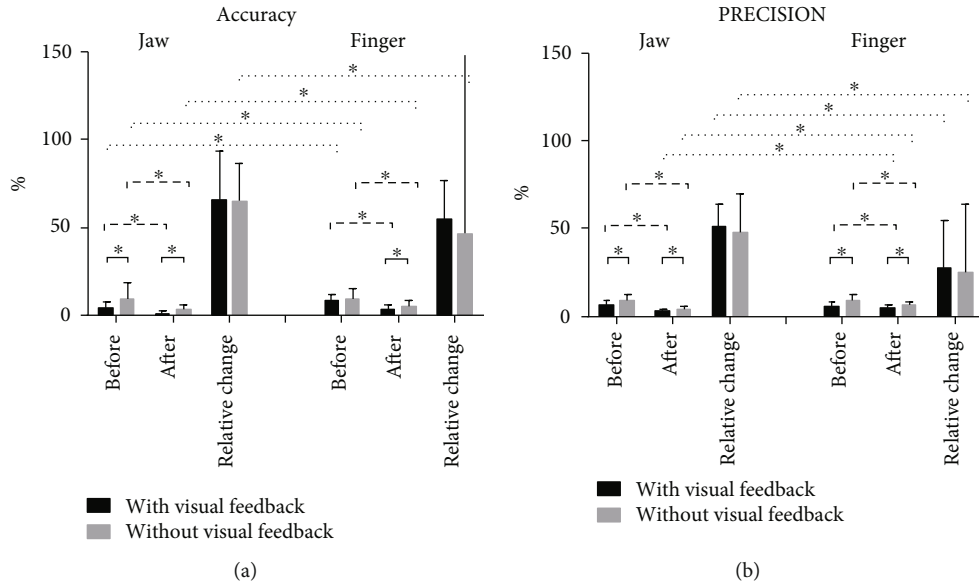 Accuracy
Jaw
Finger
150
100
50
0
%
*
*
*
*
*
*
*
*
*
*
*
Before
After
Relative change
Before
After
Relative change
With visual feedback
Without visual feedback
(a)
PRECISION
Jaw
Finger
150
100
50
0
%
*
*
*
*
*
*
*
*
*
*
*
*
Before
After
Relative change
Before
After
Relative change
With visual feedback
Without visual feedback
(b)